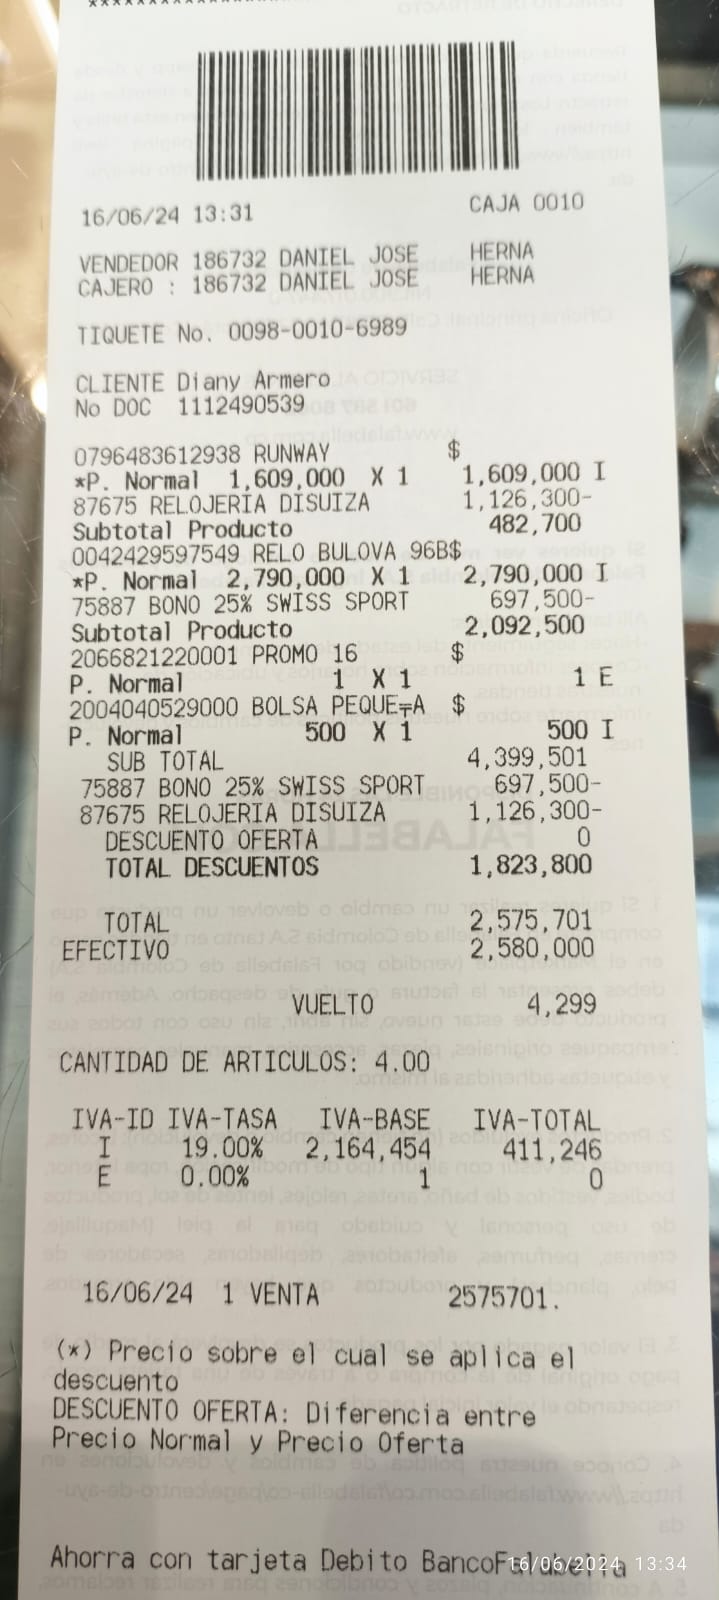 16/06/24 13:31 CAJA 0010
VENDEDOR 186732 DANIEL JOSE HERNA
CAJERO : 186732 DANIEL JOSE HERNA
TIQUETE No. 0098-0010-6989
CLIENTE Diany Armero
No DOC 1112490539
0796483612938 RUNWAY $
*P. Normal 1,609,000 X 1 1,609,000 I
87675 RELOJERIA DISUIZA 1,126,300-
Subtotal Producto 482,700
0042429597549 RELO BULOVA 96B$
*P. Normal 2,790,000 X 1 2,790,000 I
75887 BONO 25% SWISS SPORT 697,500-
Subtotal Producto 2,092,500
2066821220001 PROMO 16 $
P. Normal 1 X 1 1 E
2004040529000 BOLSA PEQUE╤A $
P. Normal 500 X 1 500 I
SUB TOTAL 4,399,501
75887 BONO 25% SWISS SPORT 697,500-
87675 RELOJERIA DISUIZA 1,126,300-
DESCUENTO OFERTA 0
TOTAL DESCUENTOS 1,823,800
TOTAL 2,575,701
EFECTIVO 2,580,000
VUELTO 4,299
CANTIDAD DE ARTICULOS: 4.00
IVA-ID IVA-TASA IVA-BASE IVA-TOTAL
I 19.00% 2,164,454 411,246
E 0.00% 1 0
16/06/24 1 VENTA 2575701.
(*) Precio sobre el cual se aplica el
descuento
DESCUENTO OFERTA: Diferencia entre
Precio Normal y Precio Oferta
Ahorra con tarjeta Debito BancoFalabella
16/06/2024 13:34